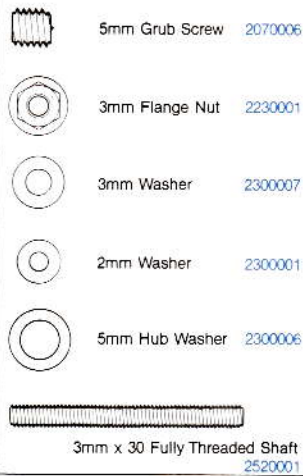 5mm Grub Screw 2070006
3mm Flange Nut 2230001
3mm Washer 2300007
2mm Washer 2300001
5mm Hub Washer 2300006
3mm x 30 Fully Threaded Shaft
2520001